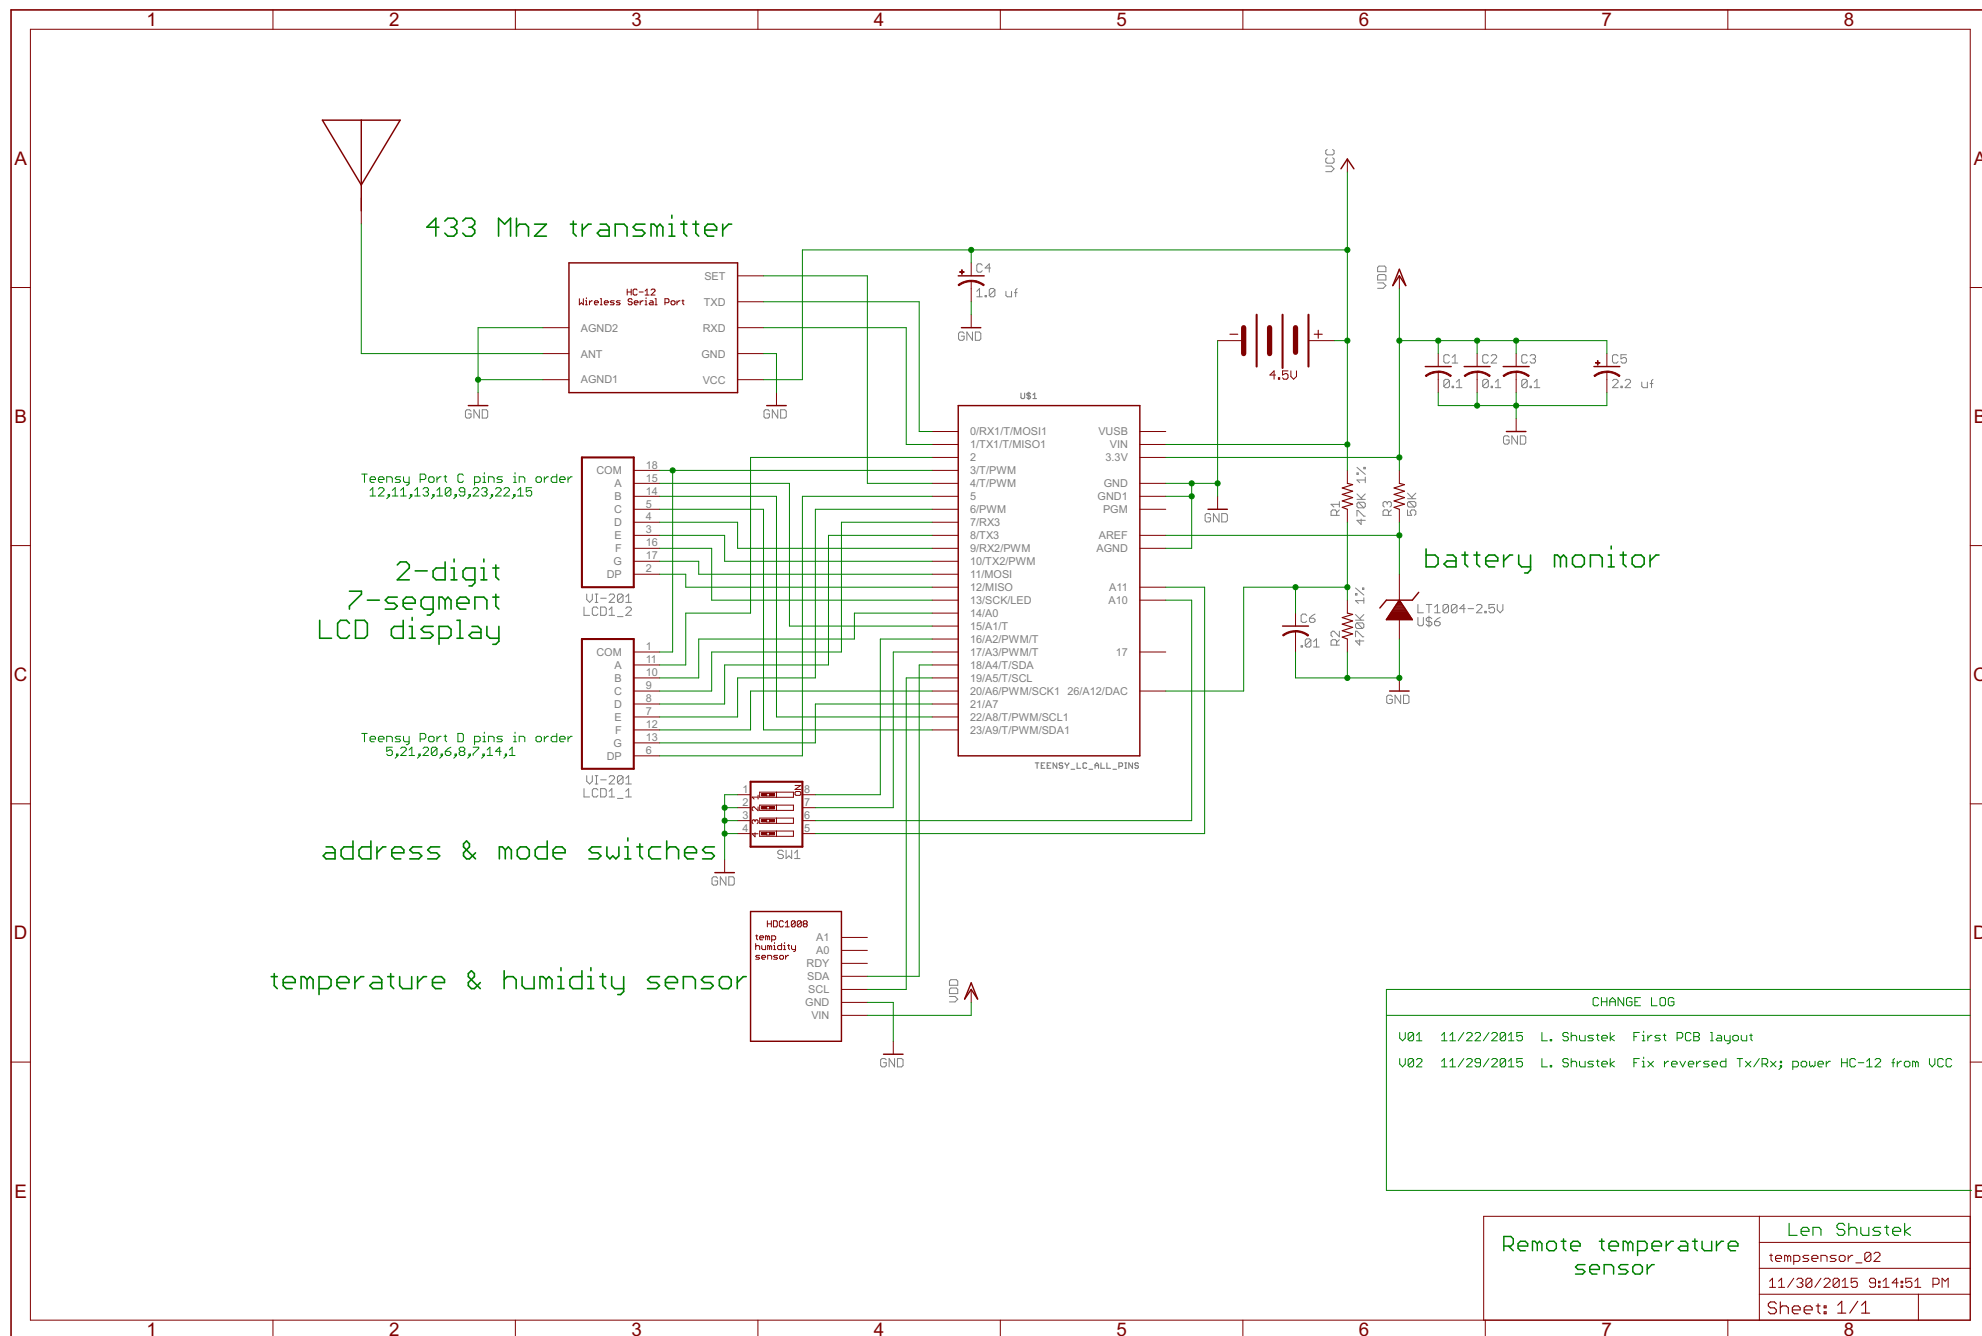 1 2 3 4 5 6 7 8
A
A
VCC
433 Mhz transmitter
HC-12
Wireless Serial Port
SET
TXD
RXD
GND
VCC
AGND2
ANT
AGND1
GND
GND
C4
1.0 uf
GND
VDD
- +
4.5V
C1
0.1
C2
0.1
C3
0.1
C5
2.2 uf
GND
B
B
U$1
0/RX1/T/MOSI1
1/TX1/T/MISO1
2
3/T/PWM
4/T/PWM
5
6/PWM
7/RX3
8/TX3
9/RX2/PWM
10/TX2/PWM
11/MOSI
12/MISO
13/SCK/LED
14/A0
15/A1/T
16/A2/PWM/T
17/A3/PWM/T
18/A4/T/SDA
19/A5/T/SCL
20/A6/PWM/SCK1
21/A7
22/A8/T/PWM/SCL1
23/A9/T/PWM/SDA1
VUSB
VIN
3.3V
GND
GND1
PGM
AREF
AGND
A11
A10
17
26/A12/DAC
TEENSY_LC_ALL_PINS
GND
R1
470K 1%
R3
50K
battery monitor
C6
.01
R2
470K 1%
LT1004-2.5V
U$6
GND
Teensy Port C pins in order
12,11,13,10,9,23,22,15
COM 18
A 15
B 14
C 5
D 4
E 3
F 16
G 17
DP 2
VI-201
LCD1_2
2-digit
7-segment
LCD display
C
C
COM 1
A 11
B 10
C 9
D 8
E 7
F 12
G 13
DP 6
VI-201
LCD1_1
Teensy Port D pins in order
5,21,20,6,8,7,14,1
ON
1 1 8
2 2 7
3 3 6
4 4 5
SW1
address & mode switches
GND
D
D
HDC1008
temp
humidity
sensor
A1
A0
RDY
SDA
SCL
GND
VIN
temperature & humidity sensor
VDD
GND
CHANGE LOG
V01 11/22/2015 L. Shustek First PCB layout
V02 11/29/2015 L. Shustek Fix reversed Tx/Rx; power HC-12 from VCC
E
E
Remote temperature
sensor
Len Shustek
tempsensor_02
11/30/2015 9:14:51 PM
Sheet: 1/1
1 2 3 4 5 6 7 8